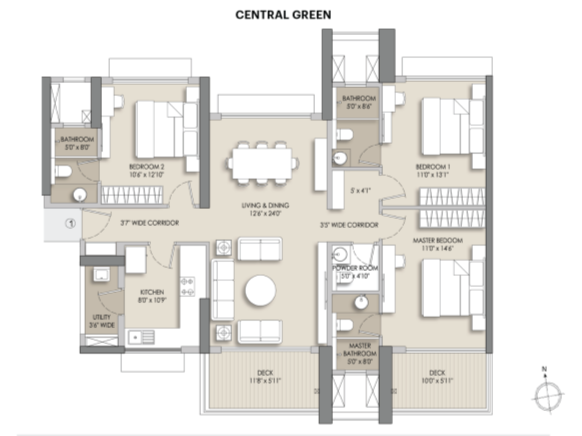 CENTRAL GREEN
BATHROOM
5'0" X 8'0"
BEDROOM 2
10'6" X 12'10"
BATHROOM
5'0" X 8'6"
BEDROOM 1
11'0" X 13'1"
5' X 4'1"
LIVING & DINING
12'6" X 24'0"
1
3'7" WIDE CORRIDOR
3'5" WIDE CORRIDOR
MASTER BEDOOM
11'0" X 14'6"
POWDER ROOM
5'0" X 4'10"
KITCHEN
8'0" X 10'9"
UTILITY
3'6" WIDE
MASTER
BATHROOM
5'0" X 8'0"
DECK
11'8" X 5'11"
DECK
10'0" X 5'11"
N